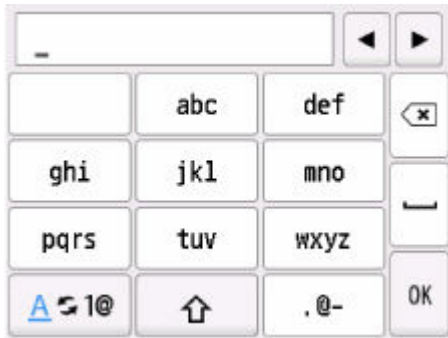 _
abc def
ghi jkl mno
pqrs tuv wxyz
A 1@ .@- OK